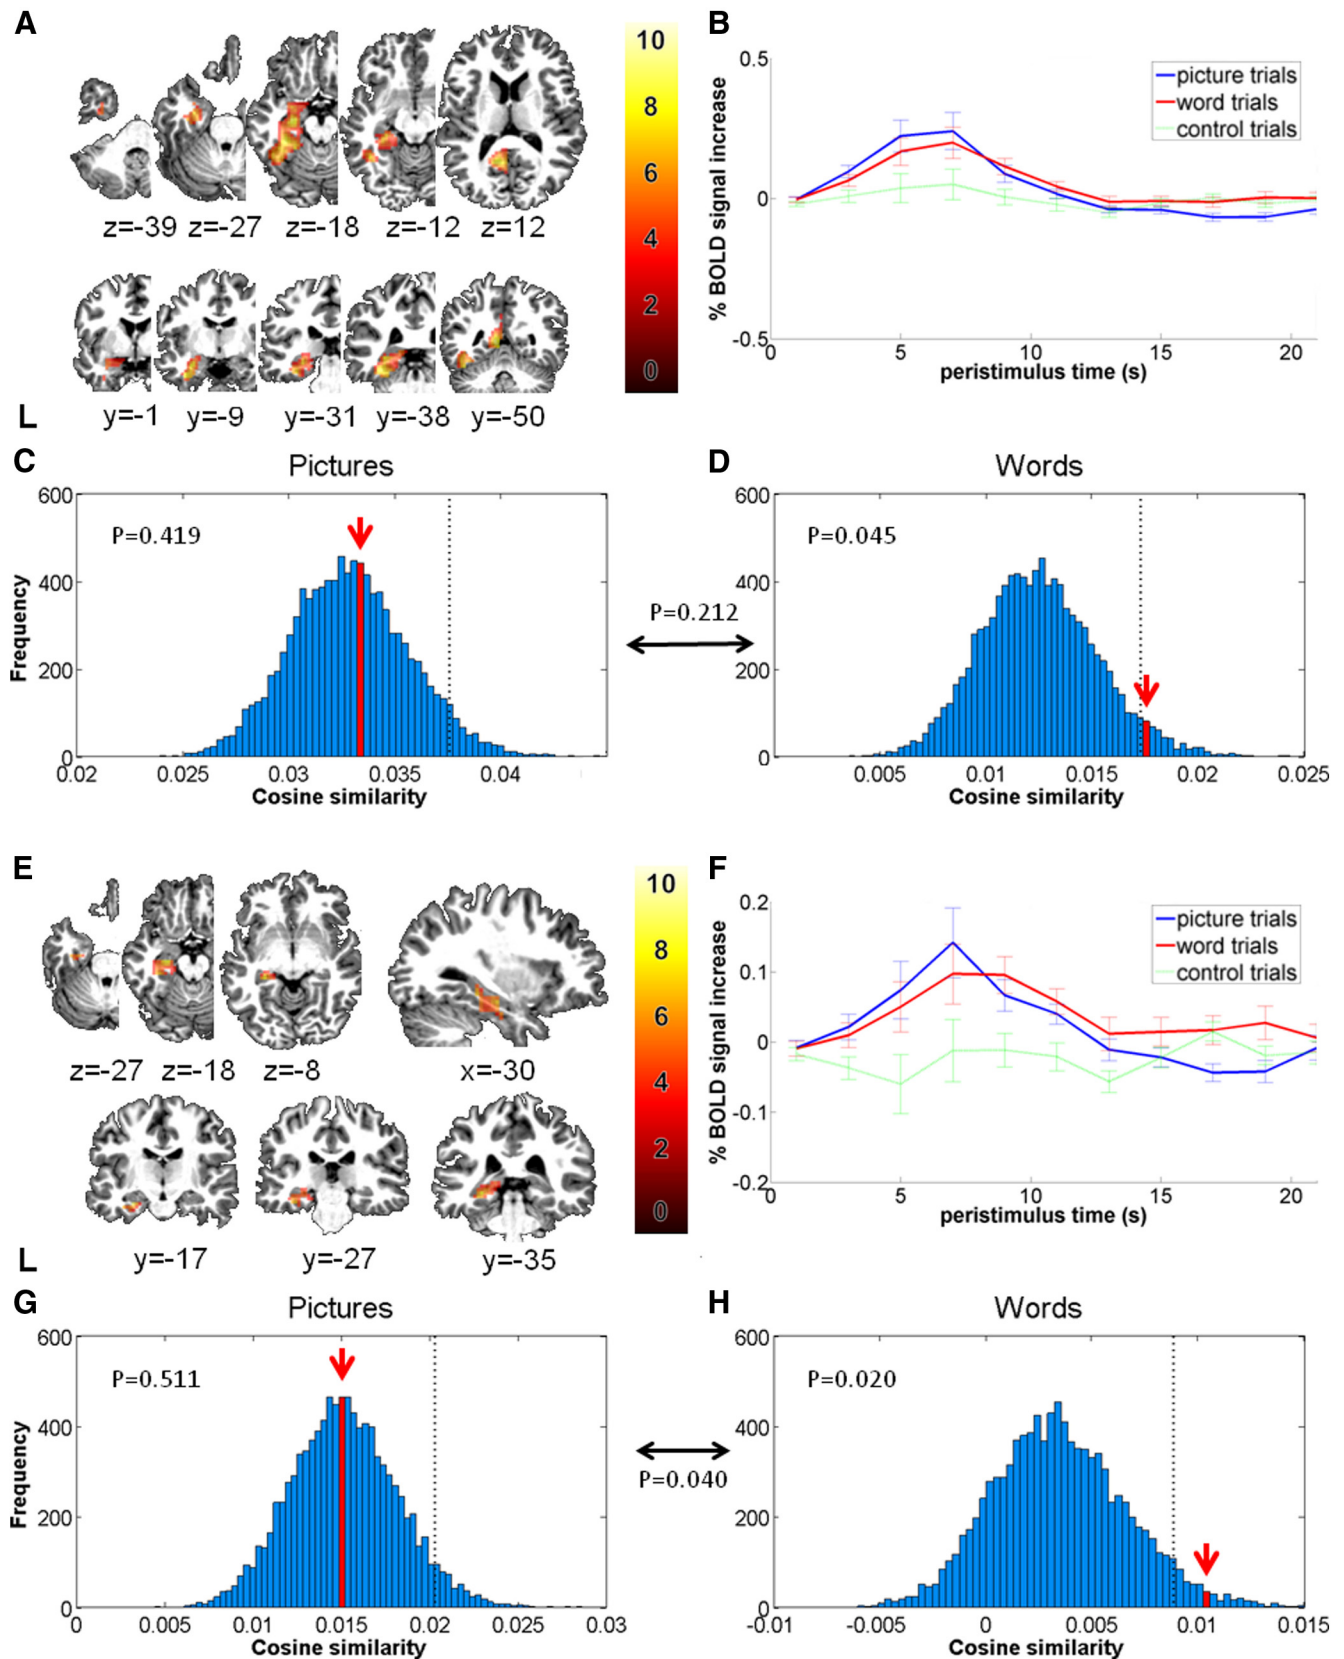 A
10
8
6
4
2
0
z=-39 z=-27 z=-18 z=-12 z=12
y=-1 y=-9 y=-31 y=-38 y=-50
L
B
0.5
0
-0.5
% BOLD signal increase
picture trials
word trials
control trials
0 5 10 15 20
peristimulus time (s)
C
Pictures
P=0.419
600
400
200
0
Frequency
0.02 0.025 0.03 0.035 0.04
Cosine similarity
P=0.212
D
Words
P=0.045
600
400
200
0
0.005 0.01 0.015 0.02 0.025
Cosine similarity
E
10
8
6
4
2
0
z=-27 z=-18 z=-8 x=-30
y=-17 y=-27 y=-35
L
F
0.2
0.1
0
-0.1
-0.2
% BOLD signal increase
picture trials
word trials
control trials
0 5 10 15 20
peristimulus time (s)
G
Pictures
P=0.511
600
400
200
0
Frequency
0 0.005 0.01 0.015 0.02 0.025 0.03
Cosine similarity
P=0.040
H
Words
P=0.020
600
400
200
0
-0.01 -0.005 0 0.005 0.01 0.015
Cosine similarity